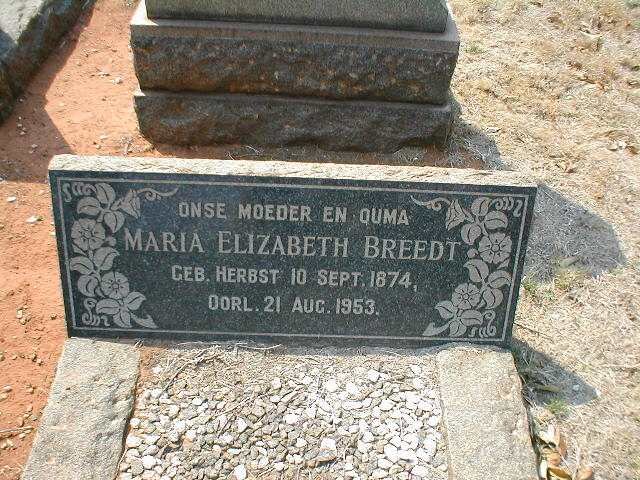 ONSE MOEDER EN OUMA
MARIA ELIZABETH BREEDT
GEB. HERBST 10 SEPT. 1874,
OORL. 21 AUG. 1953.